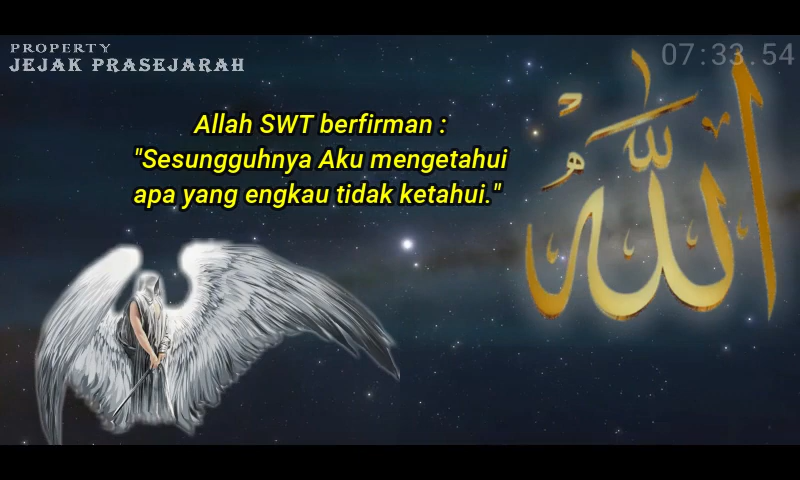 PROPERTY
JEJAK PRASEJARAH
07:33.54
Allah SWT berfirman :
"Sesungguhnya Aku mengetahui
apa yang engkau tidak ketahui."
الله